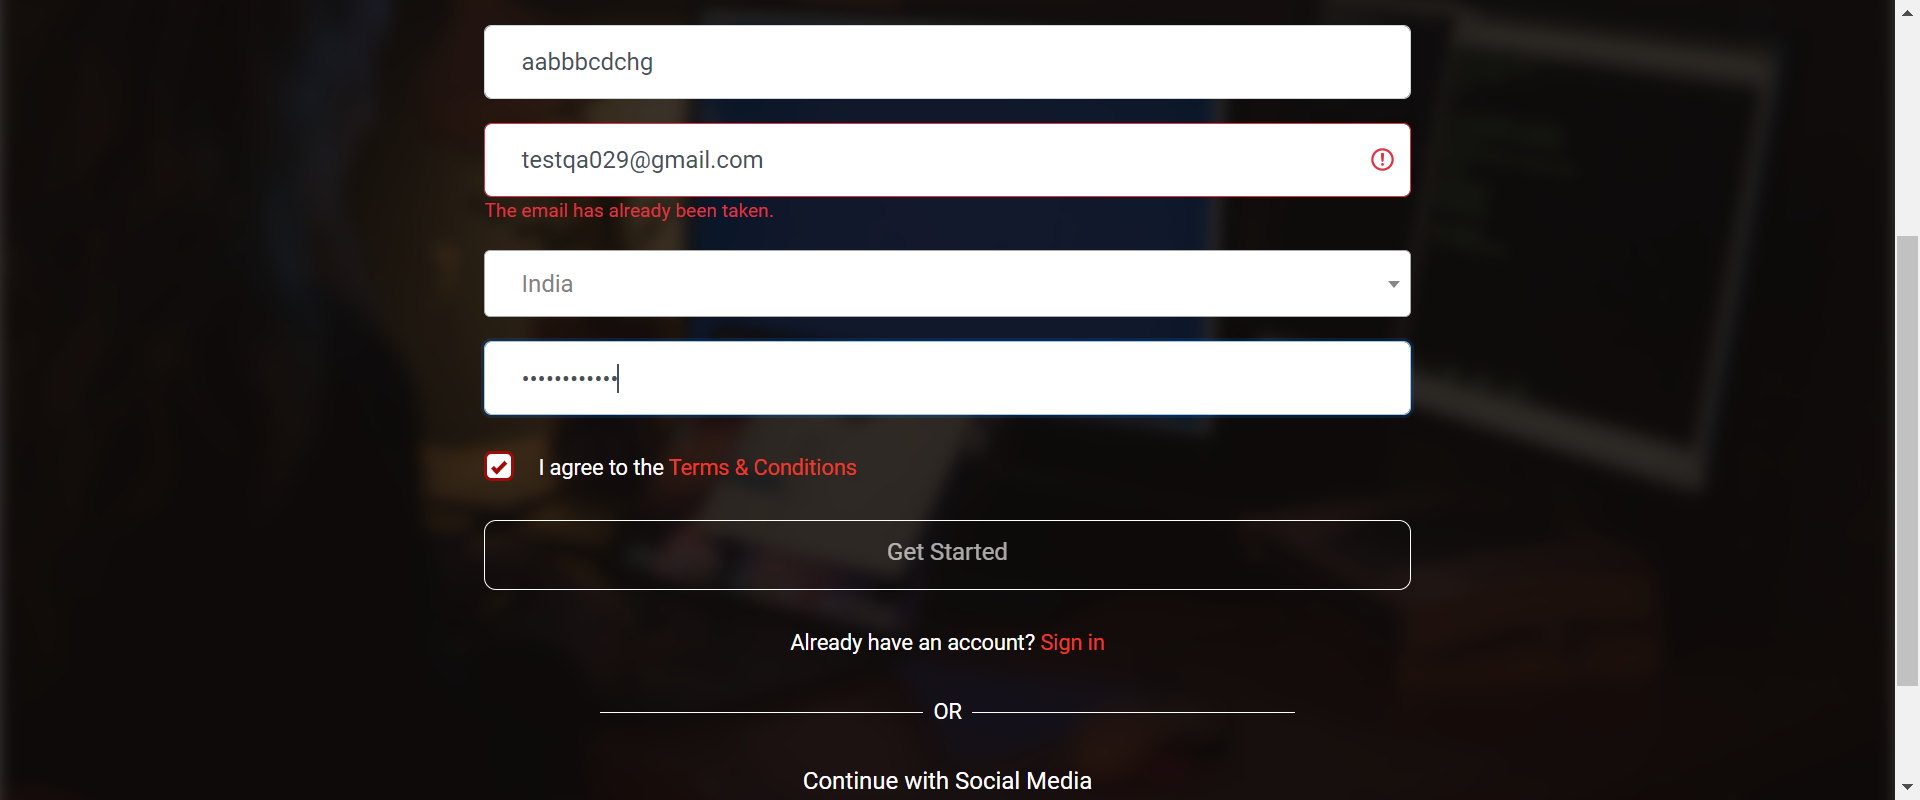 aabbbcdchg
testqa029@gmail.com
The email has already been taken.
India
••••••••••••
I agree to the Terms & Conditions
Get Started
Already have an account? Sign in
OR
Continue with Social Media